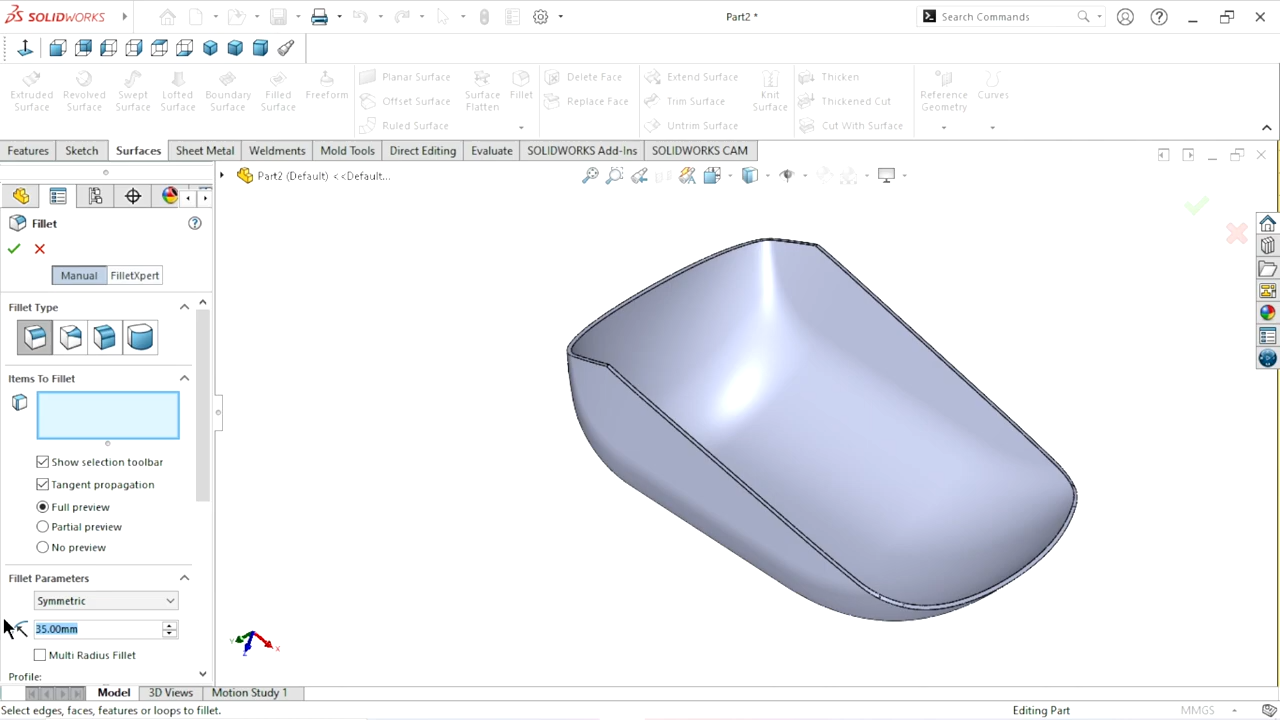 SOLIDWORKS
Part2 *
Search Commands
Extruded Surface
Revolved Surface
Swept Surface
Lofted Surface
Boundary Surface
Filled Surface
Freeform
Planar Surface
Offset Surface
Ruled Surface
Surface Flatten
Fillet
Delete Face
Replace Face
Extend Surface
Trim Surface
Untrim Surface
Knit Surface
Thicken
Thickened Cut
Cut With Surface
Reference Geometry
Curves
Features
Sketch
Surfaces
Sheet Metal
Weldments
Mold Tools
Direct Editing
Evaluate
SOLIDWORKS Add-Ins
SOLIDWORKS CAM
Part2 (Default) <<Default...
Fillet
Manual
FilletXpert
Fillet Type
Items To Fillet
Show selection toolbar
Tangent propagation
Full preview
Partial preview
No preview
Fillet Parameters
Symmetric
35.00mm
Multi Radius Fillet
Profile:
Y
Z
X
Model
3D Views
Motion Study 1
Select edges, faces, features or loops to fillet.
Editing Part
MMGS